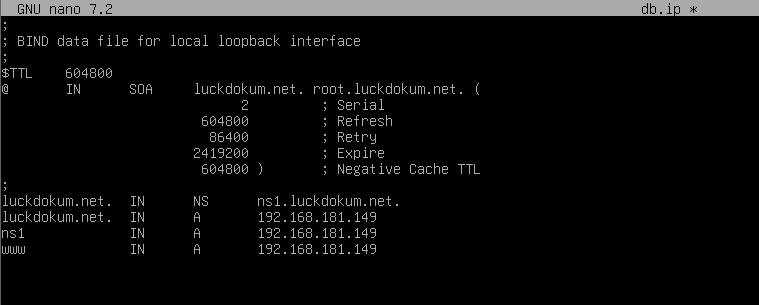 GNU nano 7.2 db.ip *
;
; BIND data file for local loopback interface
;
$TTL 604800
@ IN SOA luckdokum.net. root.luckdokum.net. (
2 ; Serial
604800 ; Refresh
86400 ; Retry
2419200 ; Expire
604800 ) ; Negative Cache TTL
;
luckdokum.net. IN NS ns1.luckdokum.net.
luckdokum.net. IN A 192.168.181.149
ns1 IN A 192.168.181.149
www IN A 192.168.181.149